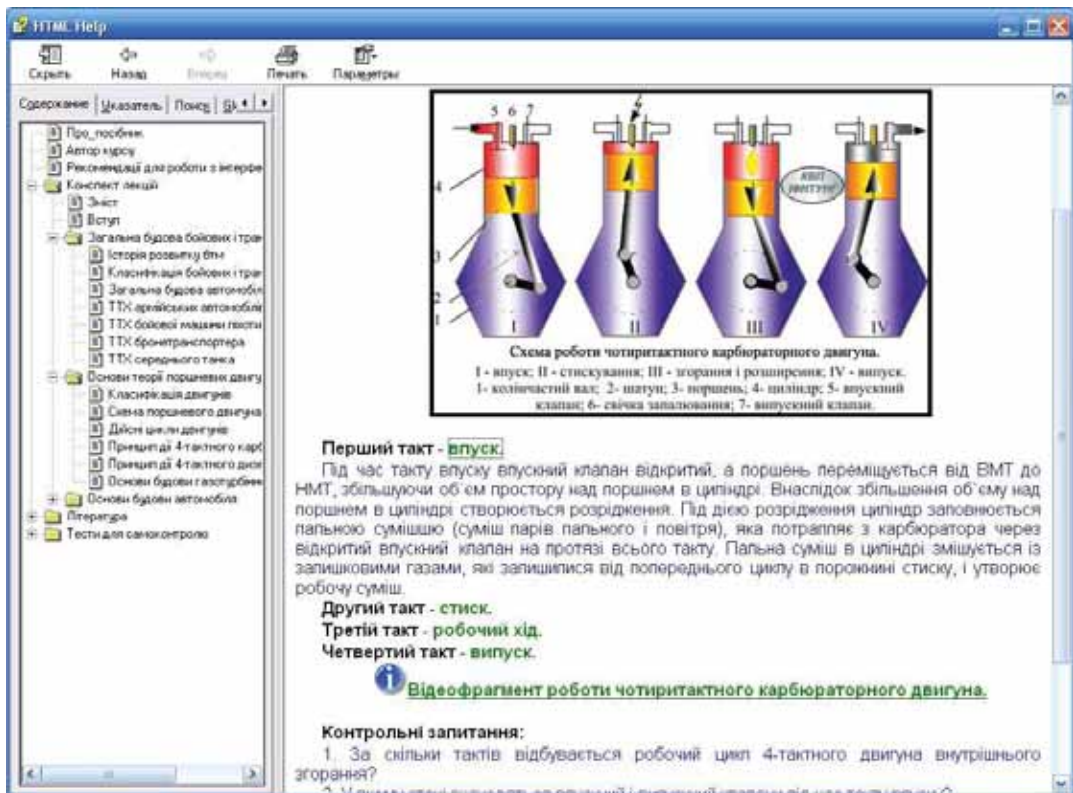 HTML Help
Скрыть Назад Вперед Печать Параметры
Содержание Указатель Поиск
Про_посібник
Автор курсу
Рекомендації для роботи з інтерфе
Конспект лекцій
Зміст
Вступ
Загальна будова бойових і тран
Історія розвитку бтм
Класифікація бойових і тран
Загальна будова автомобіл
ТТХ армійських автомобілів
ТТХ бойової машини піхоти
ТТХ бронетранспортера
ТТХ середнього танка
Основи теорії поршневих двигу
Класифікація двигунів
Схема поршневого двигуна
Дійсні цикли двигунів
Принцип дії 4-тактного карб
Принцип дії 4-тактного дизе
Основи будови газотурбінн
Основи будови автомобіля
Література
Тести для самоконтролю
5 6 7
4
3
2
1
I II III IV
Схема роботи чотиритактного карбюраторного двигуна.
I - впуск; II - стискування; III - згорання і розширення; IV - випуск.
1- колінчастий вал; 2- шатун; 3- поршень; 4- циліндр; 5- впускний
клапан; 6- свічка запалювання; 7- випускний клапан.
Перший такт - впуск.
Під час такту впуску впускний клапан відкритий, а поршень переміщується від ВМТ до
НМТ, збільшуючи об`єм простору над поршнем в циліндрі. Внаслідок збільшення об`єму над
поршнем в циліндрі створюється розрідження. Під дією розрідження циліндр заповнюється
пальною сумішшю (суміш парів пального і повітря), яка потрапляє з карбюратора через
відкритий впускний клапан на протязі всього такту. Пальна суміш в циліндрі змішується із
залишковими газами, які залишилися від попереднього циклу в порожнині стиску, і утворює
робочу суміш.
Другий такт - стиск.
Третій такт - робочий хід.
Четвертий такт - випуск.
Відеофрагмент роботи чотиритактного карбюраторного двигуна.
Контрольні запитання:
1. За скільки тактів відбувається робочий цикл 4-тактного двигуна внутрішнього
згорання?